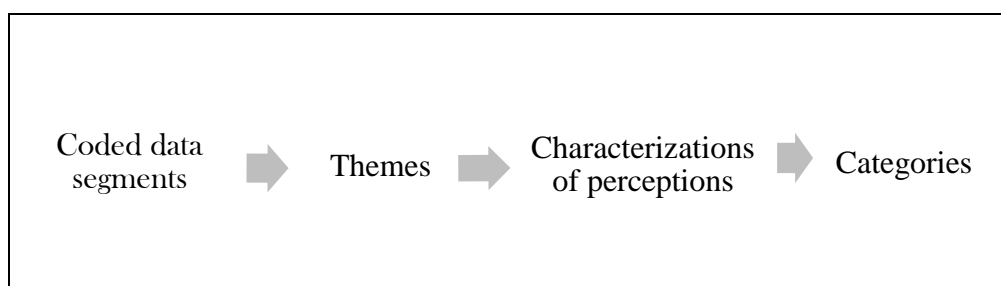 Coded data
segments
Themes
Characterizations
of perceptions
Categories